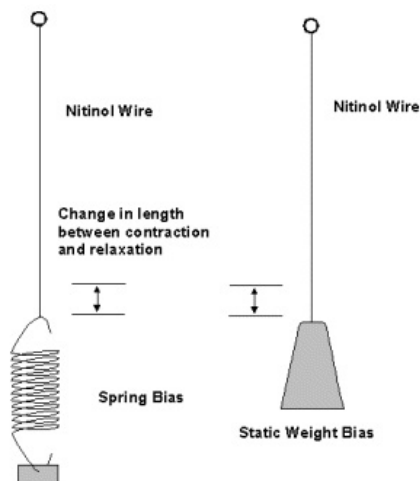 Nitinol Wire
Nitinol Wire
Change in length
between contraction
and relaxation
Spring Bias
Static Weight Bias